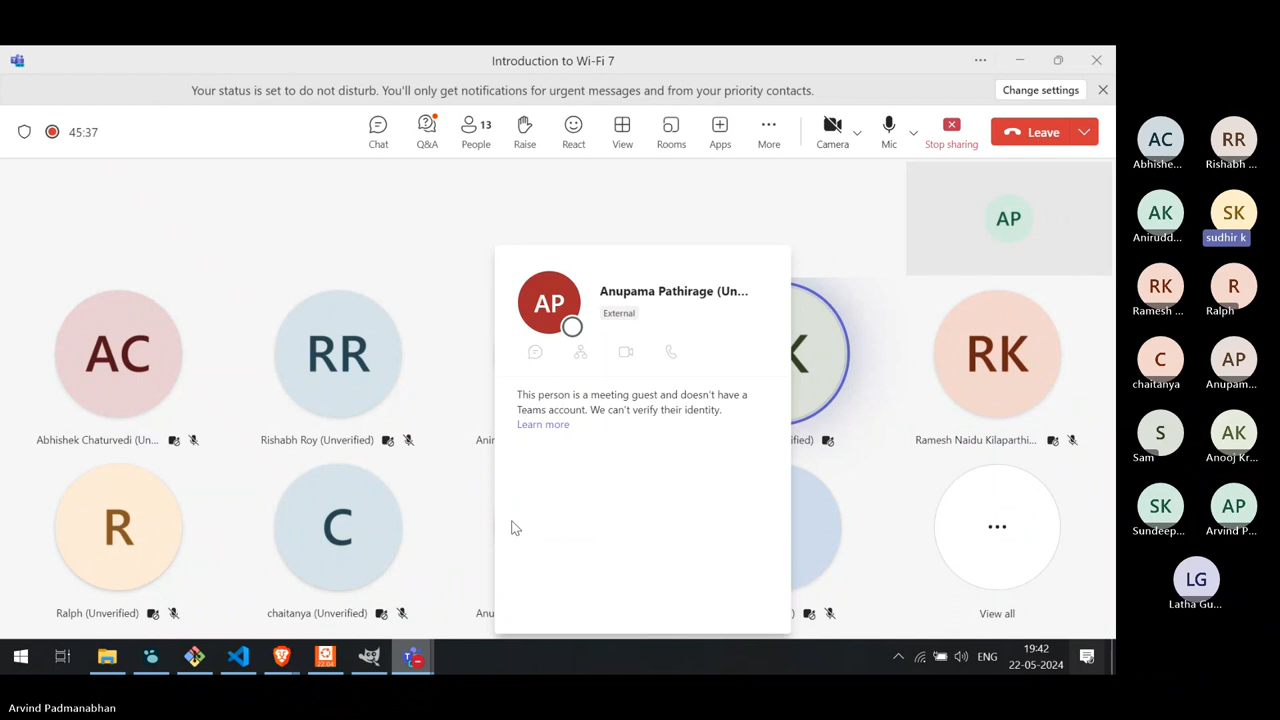 Introduction to Wi-Fi 7
Your status is set to do not disturb. You'll only get notifications for urgent messages and from your priority contacts.
Change settings
45:37
13
Chat
Q&A
People
Raise
React
View
Rooms
Apps
More
Camera
Mic
Stop sharing
Leave
AP
AP
Anupama Pathirage (Un...
External
This person is a meeting guest and doesn't have a
Teams account. We can't verify their identity.
Learn more
AC
RR
K
RK
Abhishek Chaturvedi (Un...
Rishabh Roy (Unverified)
Anir
ified)
Ramesh Naidu Kilaparthi...
R
C
Ralph (Unverified)
chaitanya (Unverified)
Anu
)
View all
AC
RR
Abhishe...
Rishabh ...
AK
SK
Anirudd...
sudhir k
RK
R
Ramesh ...
Ralph
C
AP
chaitanya
Anupam...
S
AK
Sam
Anooj Kr...
SK
AP
Sundeep...
Arvind P...
LG
Latha Gu...
22.04
ENG
19:42
22-05-2024
Arvind Padmanabhan